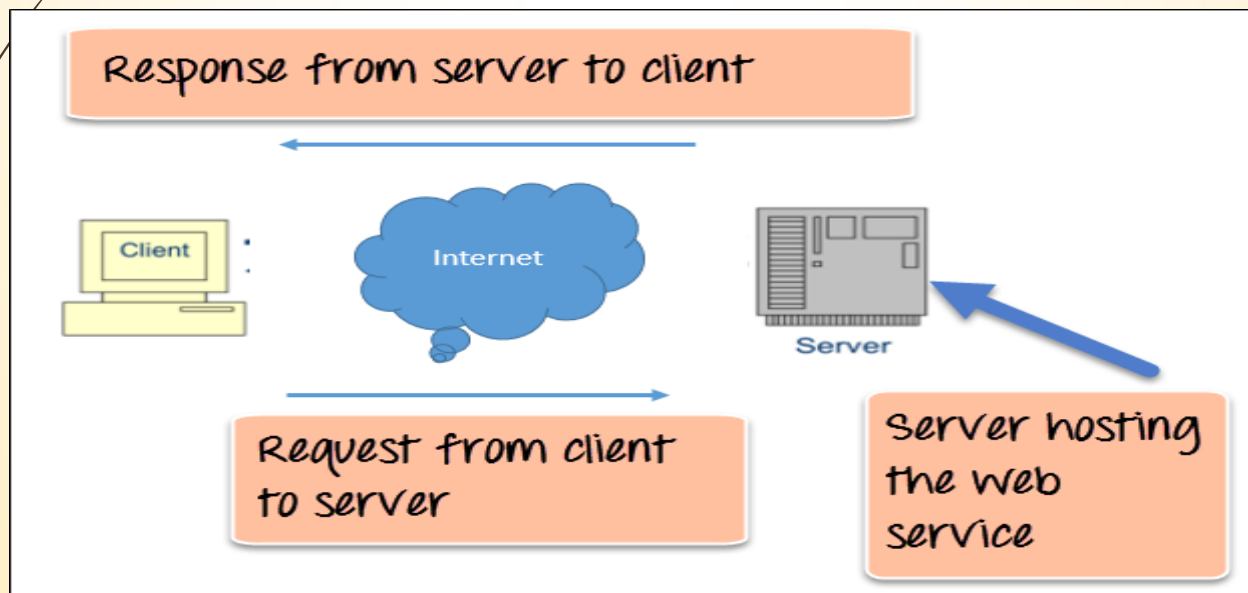 Response from server to client
Client
Internet
Server
Request from client
to server
Server hosting
the web
service